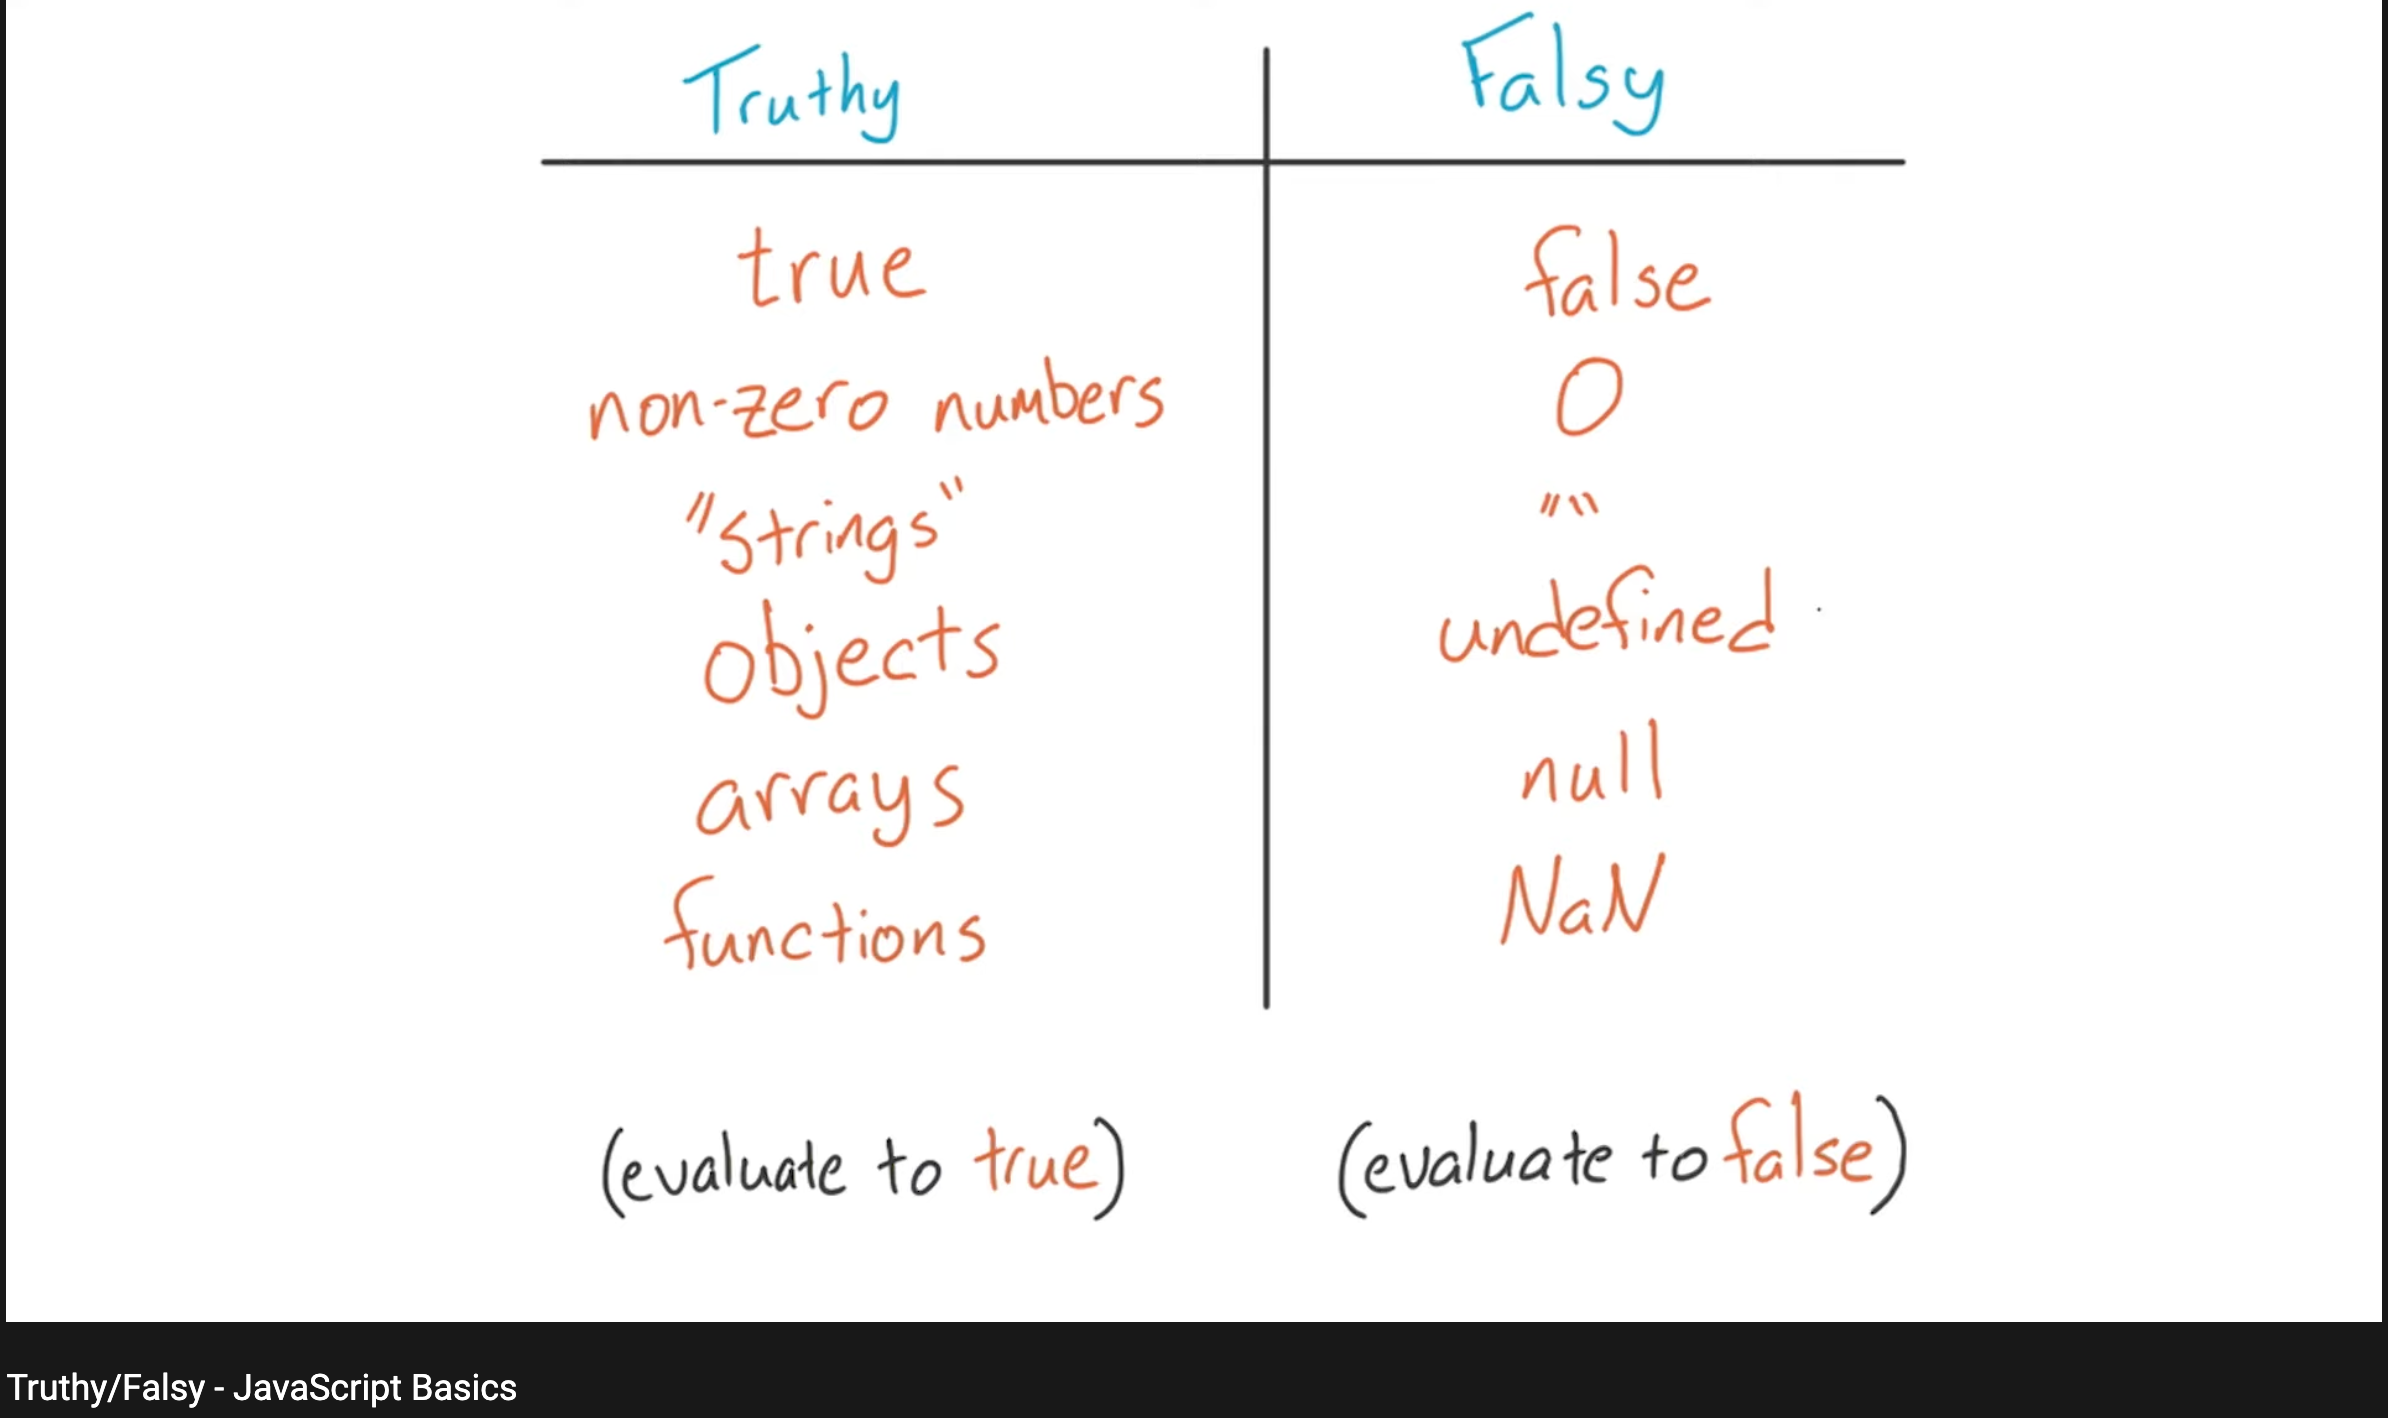 Truthy
Falsy
true
false
non-zero numbers
0
"strings"
""
objects
undefined
arrays
null
functions
NaN
(evaluate to true)
(evaluate to false)
Truthy/Falsy - JavaScript Basics